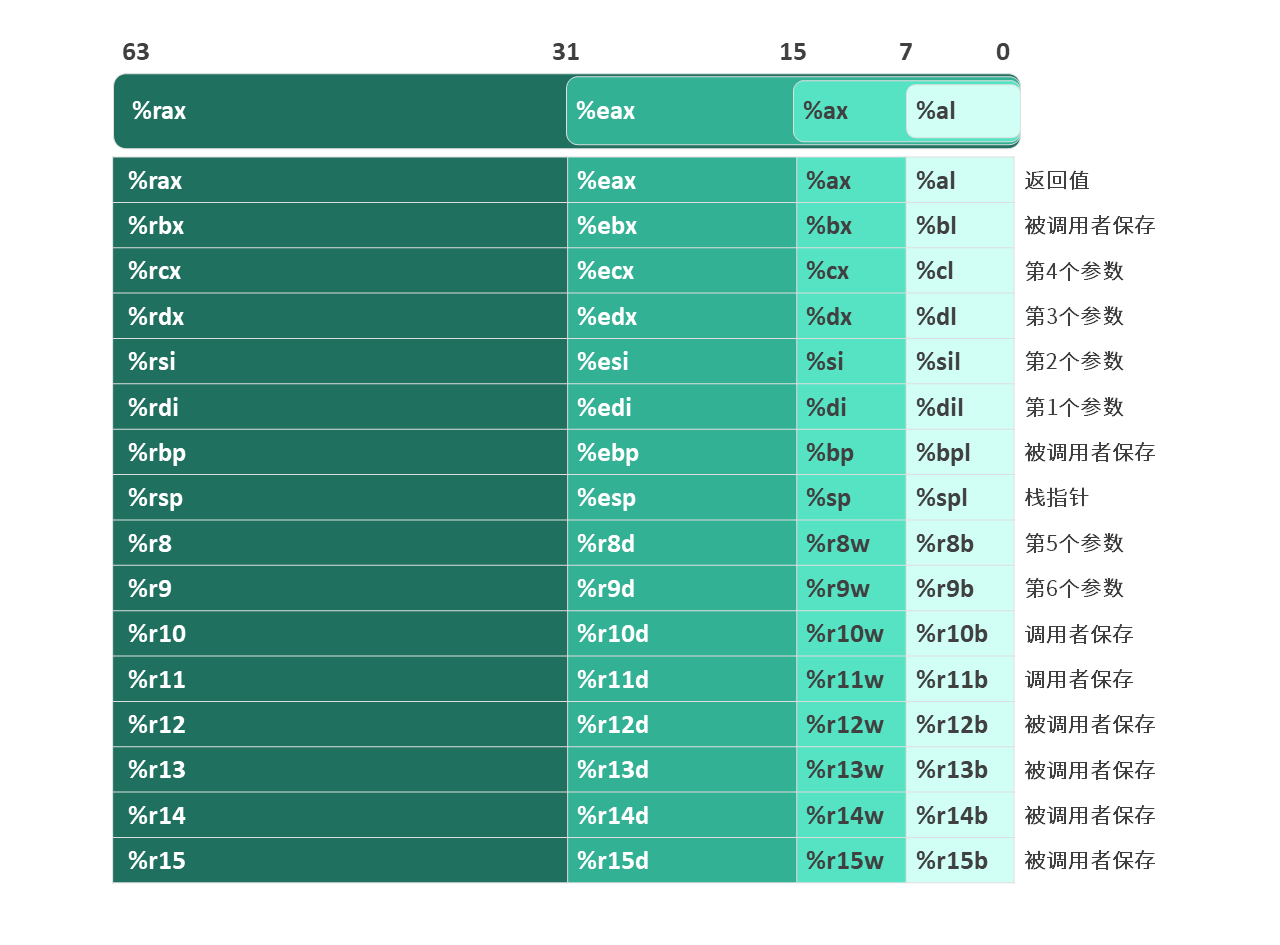 63 31 15 7 0
%rax %eax %ax %al
%rax %eax %ax %al 返回值
%rbx %ebx %bx %bl 被调用者保存
%rcx %ecx %cx %cl 第4个参数
%rdx %edx %dx %dl 第3个参数
%rsi %esi %si %sil 第2个参数
%rdi %edi %di %dil 第1个参数
%rbp %ebp %bp %bpl 被调用者保存
%rsp %esp %sp %spl 栈指针
%r8 %r8d %r8w %r8b 第5个参数
%r9 %r9d %r9w %r9b 第6个参数
%r10 %r10d %r10w %r10b 调用者保存
%r11 %r11d %r11w %r11b 调用者保存
%r12 %r12d %r12w %r12b 被调用者保存
%r13 %r13d %r13w %r13b 被调用者保存
%r14 %r14d %r14w %r14b 被调用者保存
%r15 %r15d %r15w %r15b 被调用者保存